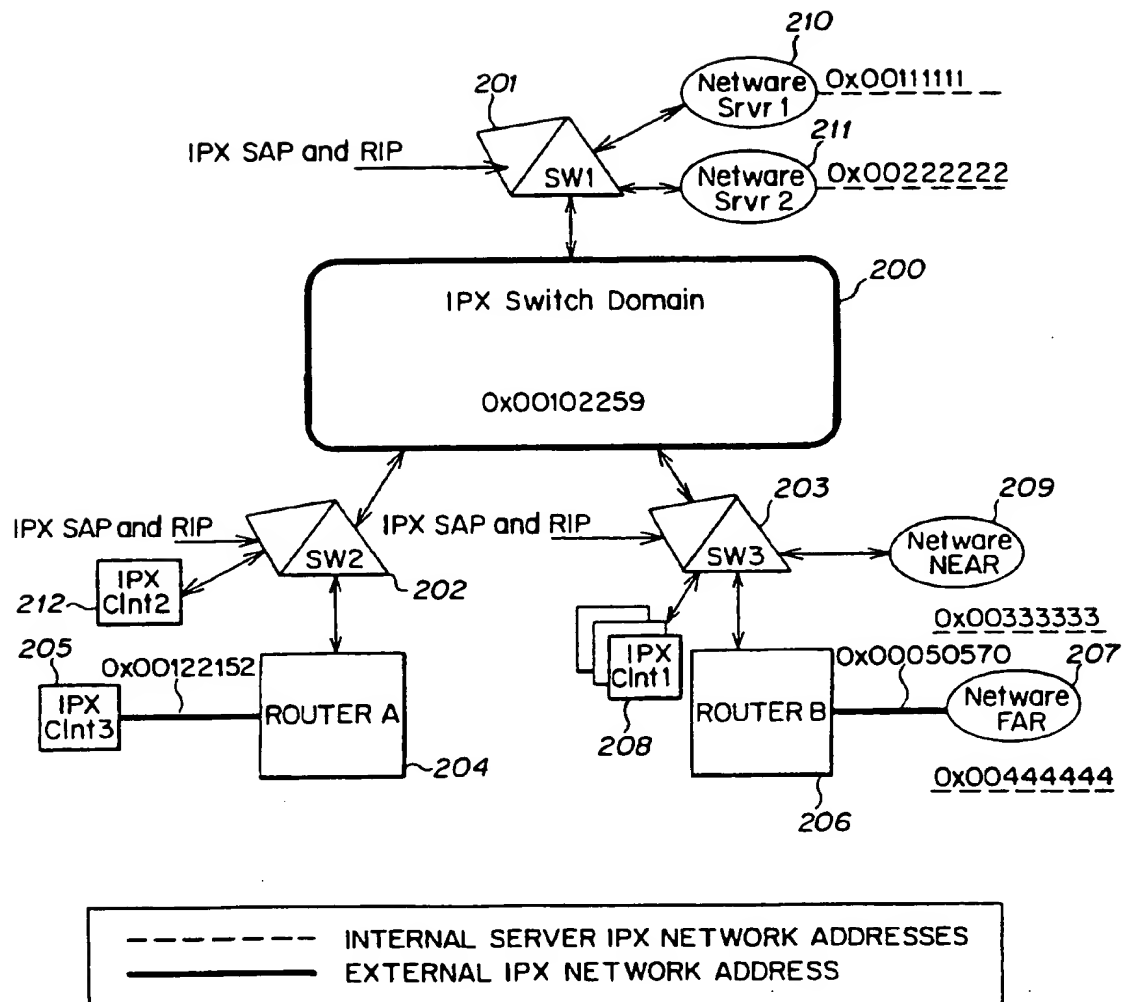 210
Netware
Srvr 1
0x00111111
201
211
IPX SAP and RIP
SW1
Netware
Srvr 2
0x00222222
200
IPX Switch Domain
0x00102259
203
209
IPX SAP and RIP
IPX SAP and RIP
SW2
SW3
Netware
NEAR
212
IPX
Clnt2
202
0x00333333
205
0x00122152
IPX
Clnt1
0x00050570
207
IPX
Clnt3
ROUTER A
208
ROUTER B
Netware
FAR
204
0x00444444
206
INTERNAL SERVER IPX NETWORK ADDRESSES
EXTERNAL IPX NETWORK ADDRESS